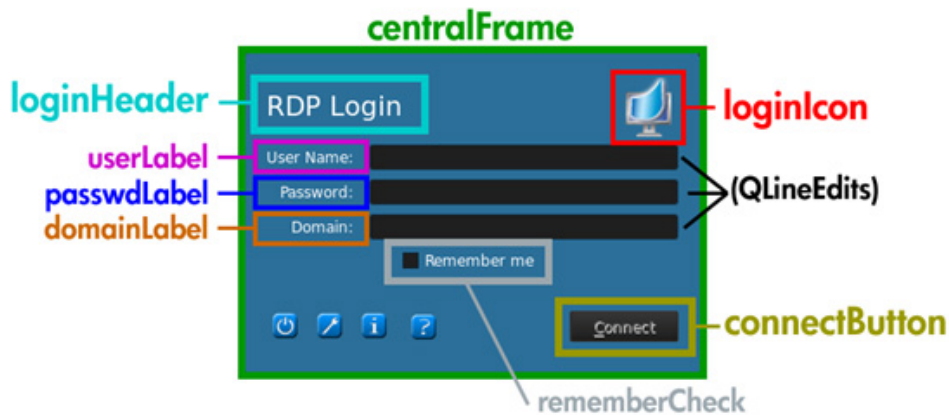 centralFrame
loginHeader
RDP Login
loginIcon
userLabel
User Name:
passwdLabel
Password:
(QLineEdits)
domainLabel
Domain:
Remember me
i
?
Connect
connectButton
rememberCheck